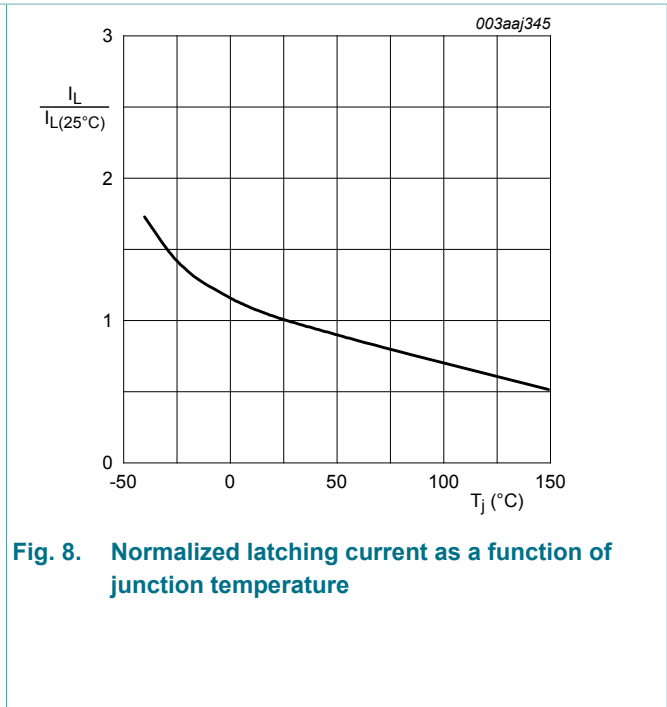 003aaj345
3
I_L
I_L(25°C)
2
1
0
-50 0 50 100 150
T_j (°C)
Fig. 8. Normalized latching current as a function of
junction temperature